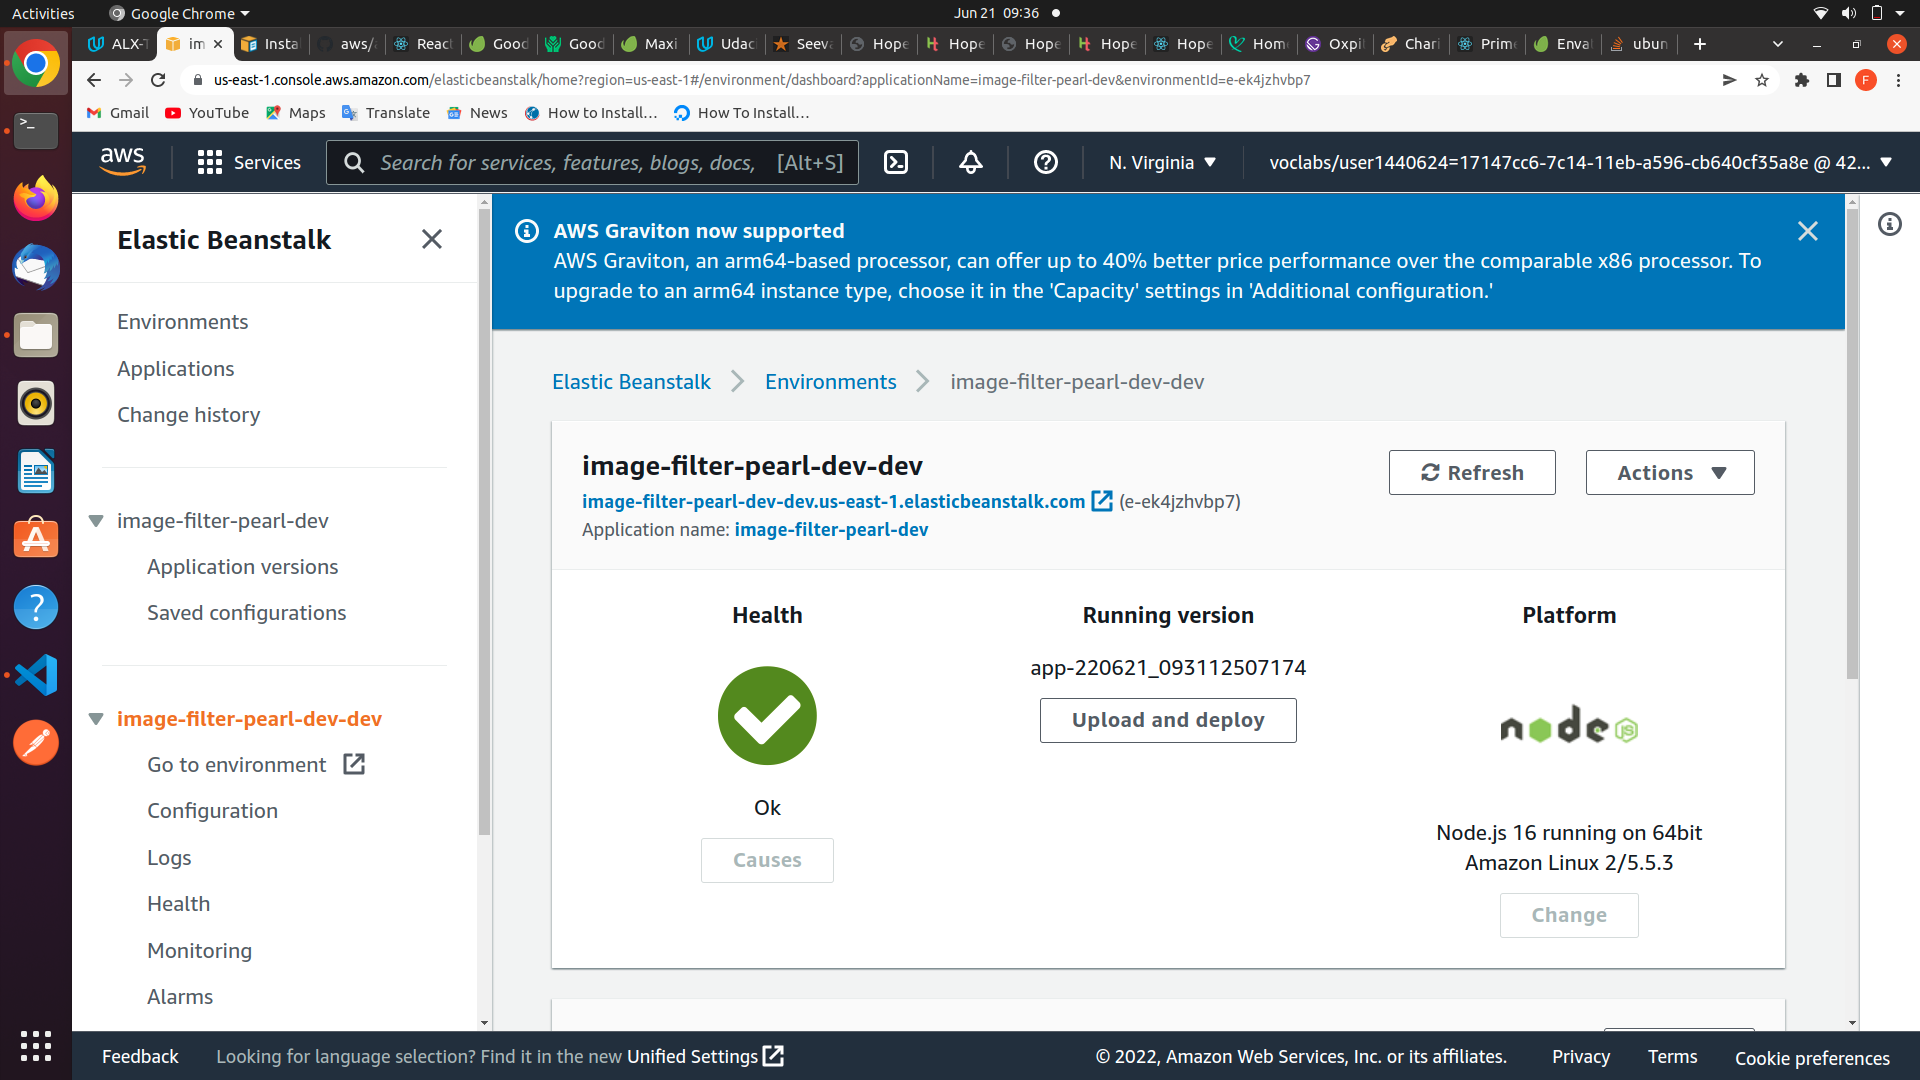 Activities
Google Chrome
Jun 21 09:36
ALX-T
im
Insta
aws/a
React
Good
Good
Maxi
Udac
Seeva
Hope
Hope
Hope
Hope
Hope
Home
Oxpit
Chari
Prime
Envat
ubun
us-east-1.console.aws.amazon.com/elasticbeanstalk/home?region=us-east-1#/environment/dashboard?applicationName=image-filter-pearl-dev&environmentId=e-ek4jzhvbp7
F
Gmail
YouTube
Maps
Translate
News
How to Install...
How To Install...
aws
Services
Search for services, features, blogs, docs,
[Alt+S]
N. Virginia
voclabs/user1440624=17147cc6-7c14-11eb-a596-cb640cf35a8e @ 42...
Elastic Beanstalk
Environments
Applications
Change history
image-filter-pearl-dev
Application versions
Saved configurations
image-filter-pearl-dev-dev
Go to environment
Configuration
Logs
Health
Monitoring
Alarms
AWS Graviton now supported
AWS Graviton, an arm64-based processor, can offer up to 40% better price performance over the comparable x86 processor. To
upgrade to an arm64 instance type, choose it in the 'Capacity' settings in 'Additional configuration.'
Elastic Beanstalk
Environments
image-filter-pearl-dev-dev
image-filter-pearl-dev-dev
image-filter-pearl-dev-dev.us-east-1.elasticbeanstalk.com (e-ek4jzhvbp7)
Application name: image-filter-pearl-dev
Refresh
Actions
Health
Ok
Causes
Running version
app-220621_093112507174
Upload and deploy
Platform
node JS
Node.js 16 running on 64bit
Amazon Linux 2/5.5.3
Change
Feedback
Looking for language selection? Find it in the new Unified Settings
© 2022, Amazon Web Services, Inc. or its affiliates.
Privacy
Terms
Cookie preferences